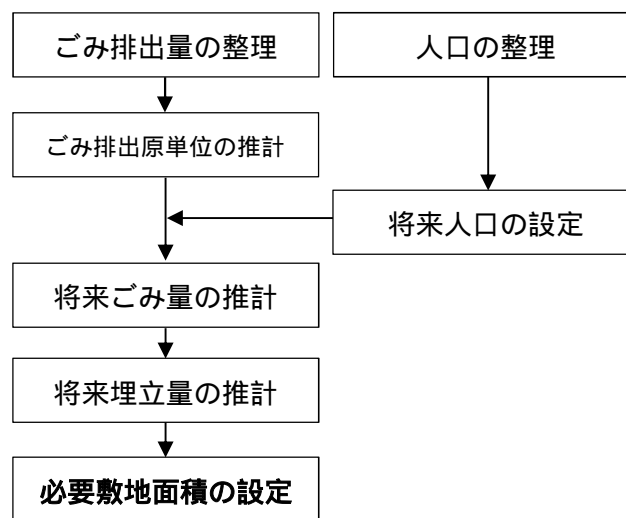 ごみ排出量の整理
人口の整理
ごみ排出原単位の推計
将来人口の設定
将来ごみ量の推計
将来埋立量の推計
必要敷地面積の設定